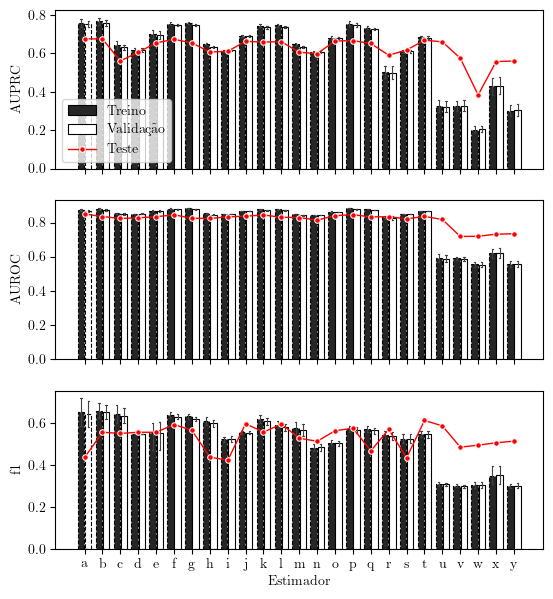 0.8
0.6
0.4
0.2
0.0
AUPRC
Treino
Validação
Teste
0.8
0.6
0.4
0.2
0.0
AUROC
0.6
0.4
0.2
0.0
f1
a b c d e f g h i j k l m n o p q r s t u v w x y
Estimador